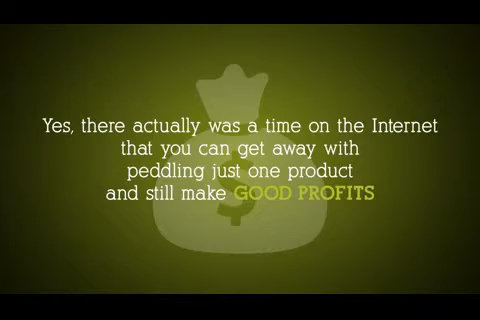 Yes, there actually was a time on the Internet
that you can get away with
peddling just one product
and still make GOOD PROFITS
$